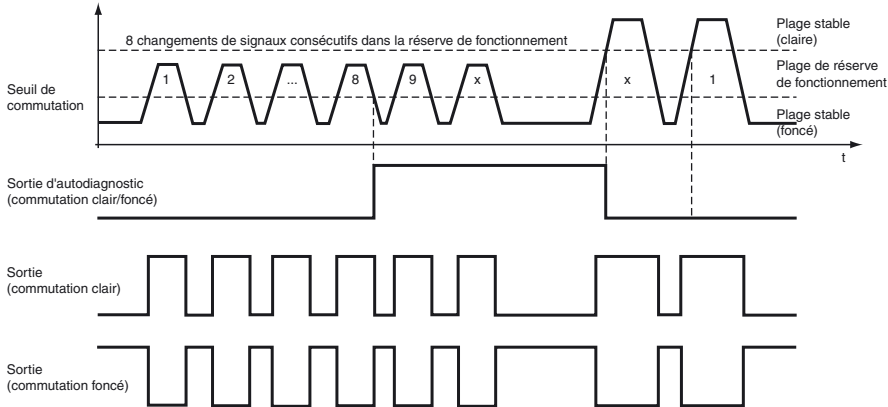 8 changements de signaux consécutifs dans la réserve de fonctionnement
Plage stable
(claire)
Plage de réserve
de fonctionnement
Seuil de
commutation
1
2
...
8
9
x
x
1
Plage stable
(foncé)
t
Sortie d'autodiagnostic
(commutation clair/foncé)
Sortie
(commutation clair)
Sortie
(commutation foncé)